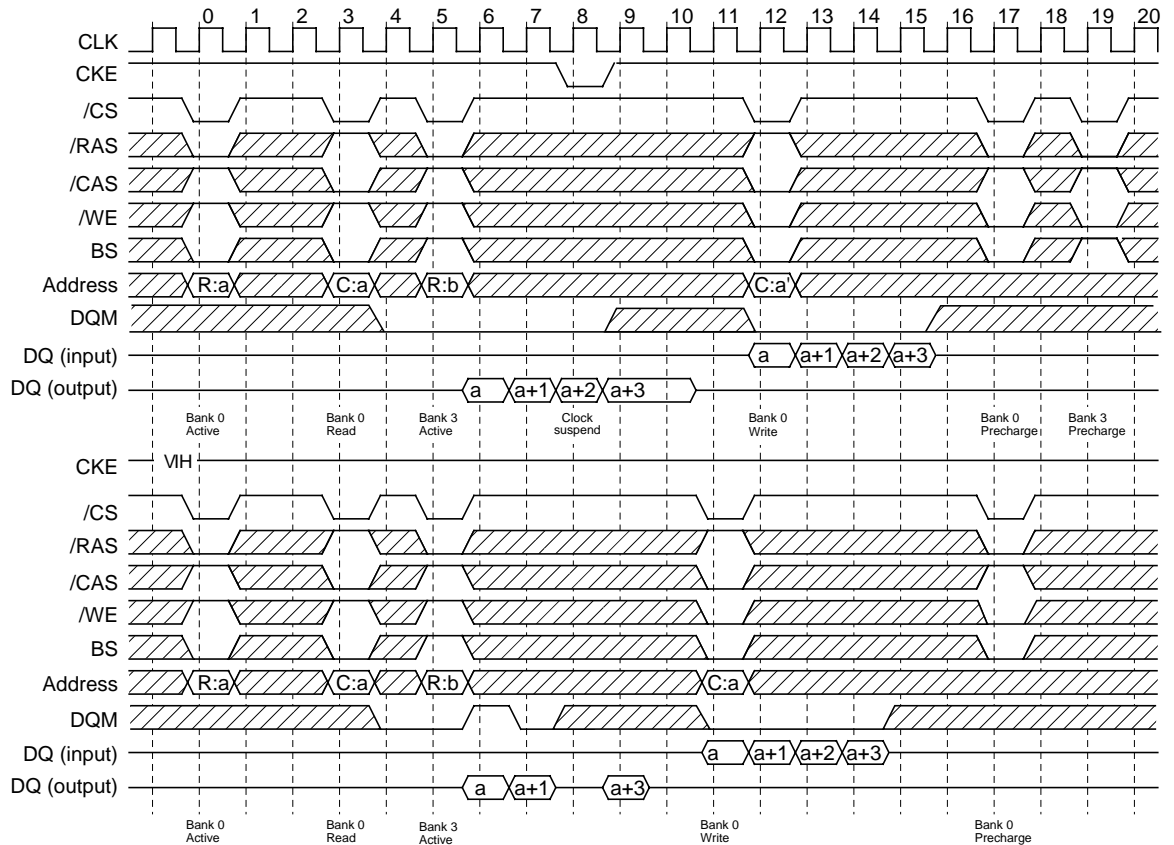 0 1 2 3 4 5 6 7 8 9 10 11 12 13 14 15 16 17 18 19 20
CLK
CKE
/CS
/RAS
/CAS
/WE
BS
Address R:a C:a R:b C:a'
DQM
DQ (input) a a+1 a+2 a+3
DQ (output) a a+1 a+2 a+3
Bank 0 Bank 0 Bank 3 Clock Bank 0 Bank 0 Bank 3
Active Read Active suspend Write Precharge Precharge
CKE VIH
/CS
/RAS
/CAS
/WE
BS
Address R:a C:a R:b C:a
DQM
DQ (input) a a+1 a+2 a+3
DQ (output) a a+1 a+3
Bank 0 Bank 0 Bank 3 Bank 0 Bank 0
Active Read Active Write Precharge